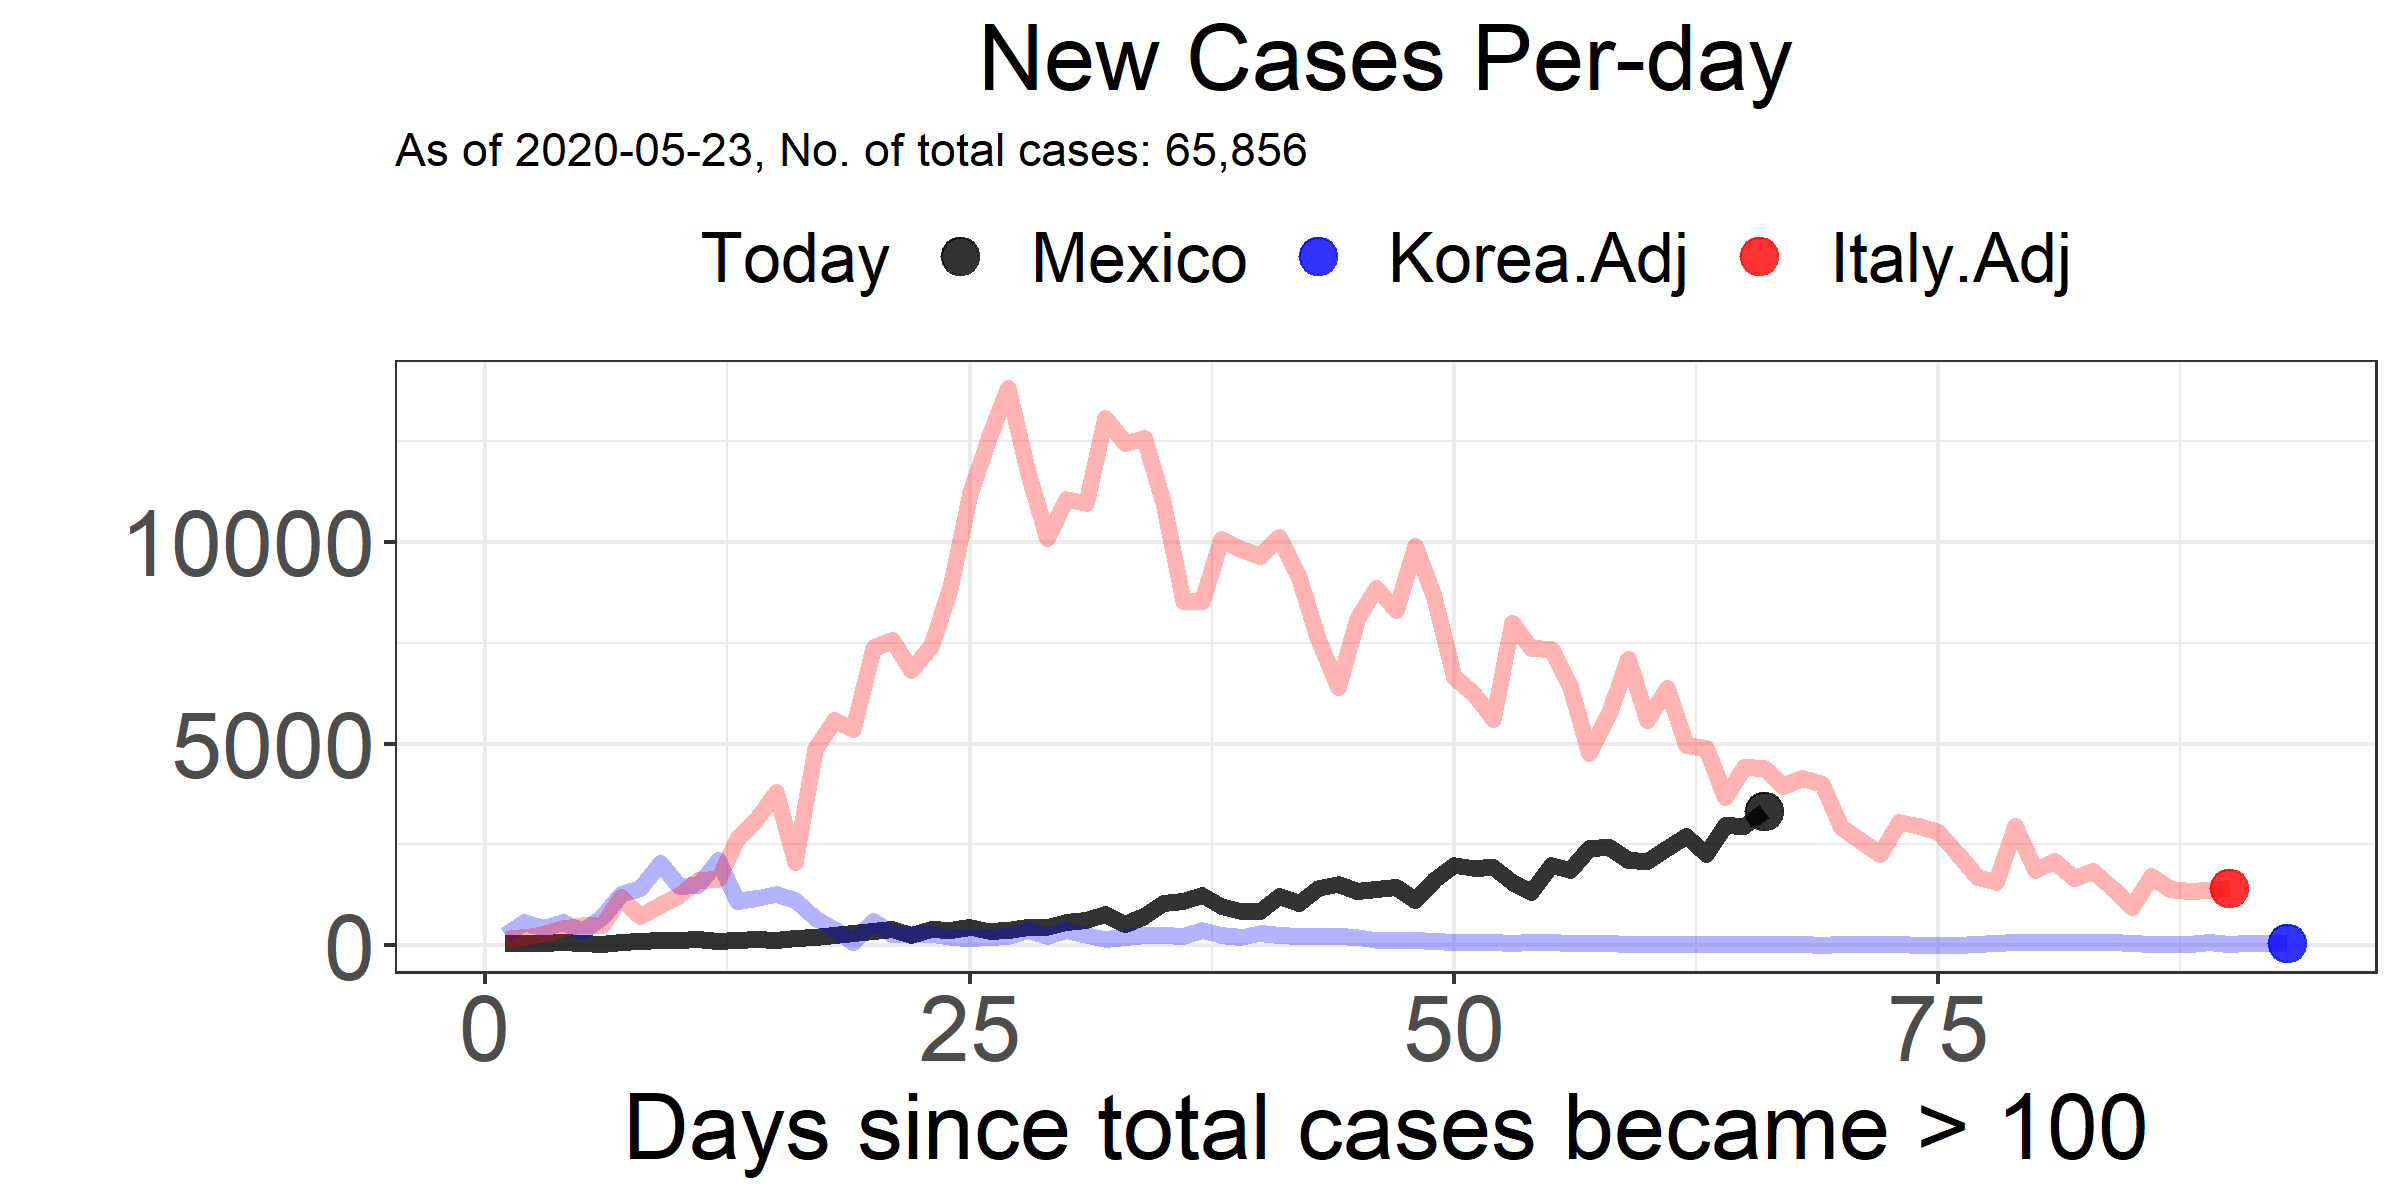 New Cases Per-day
As of 2020-05-23, No. of total cases: 65,856
Today Mexico Korea.Adj Italy.Adj
10000
5000
0
0 25 50 75
Days since total cases became > 100